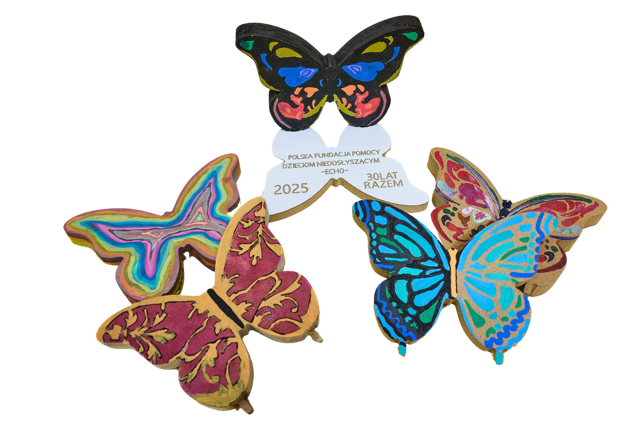 POLSKA FUNDACJA POMOCY
DZIECIOM NIEDOSŁYSZĄCYM
-ECHO-
2025
30LAT
RAZEM